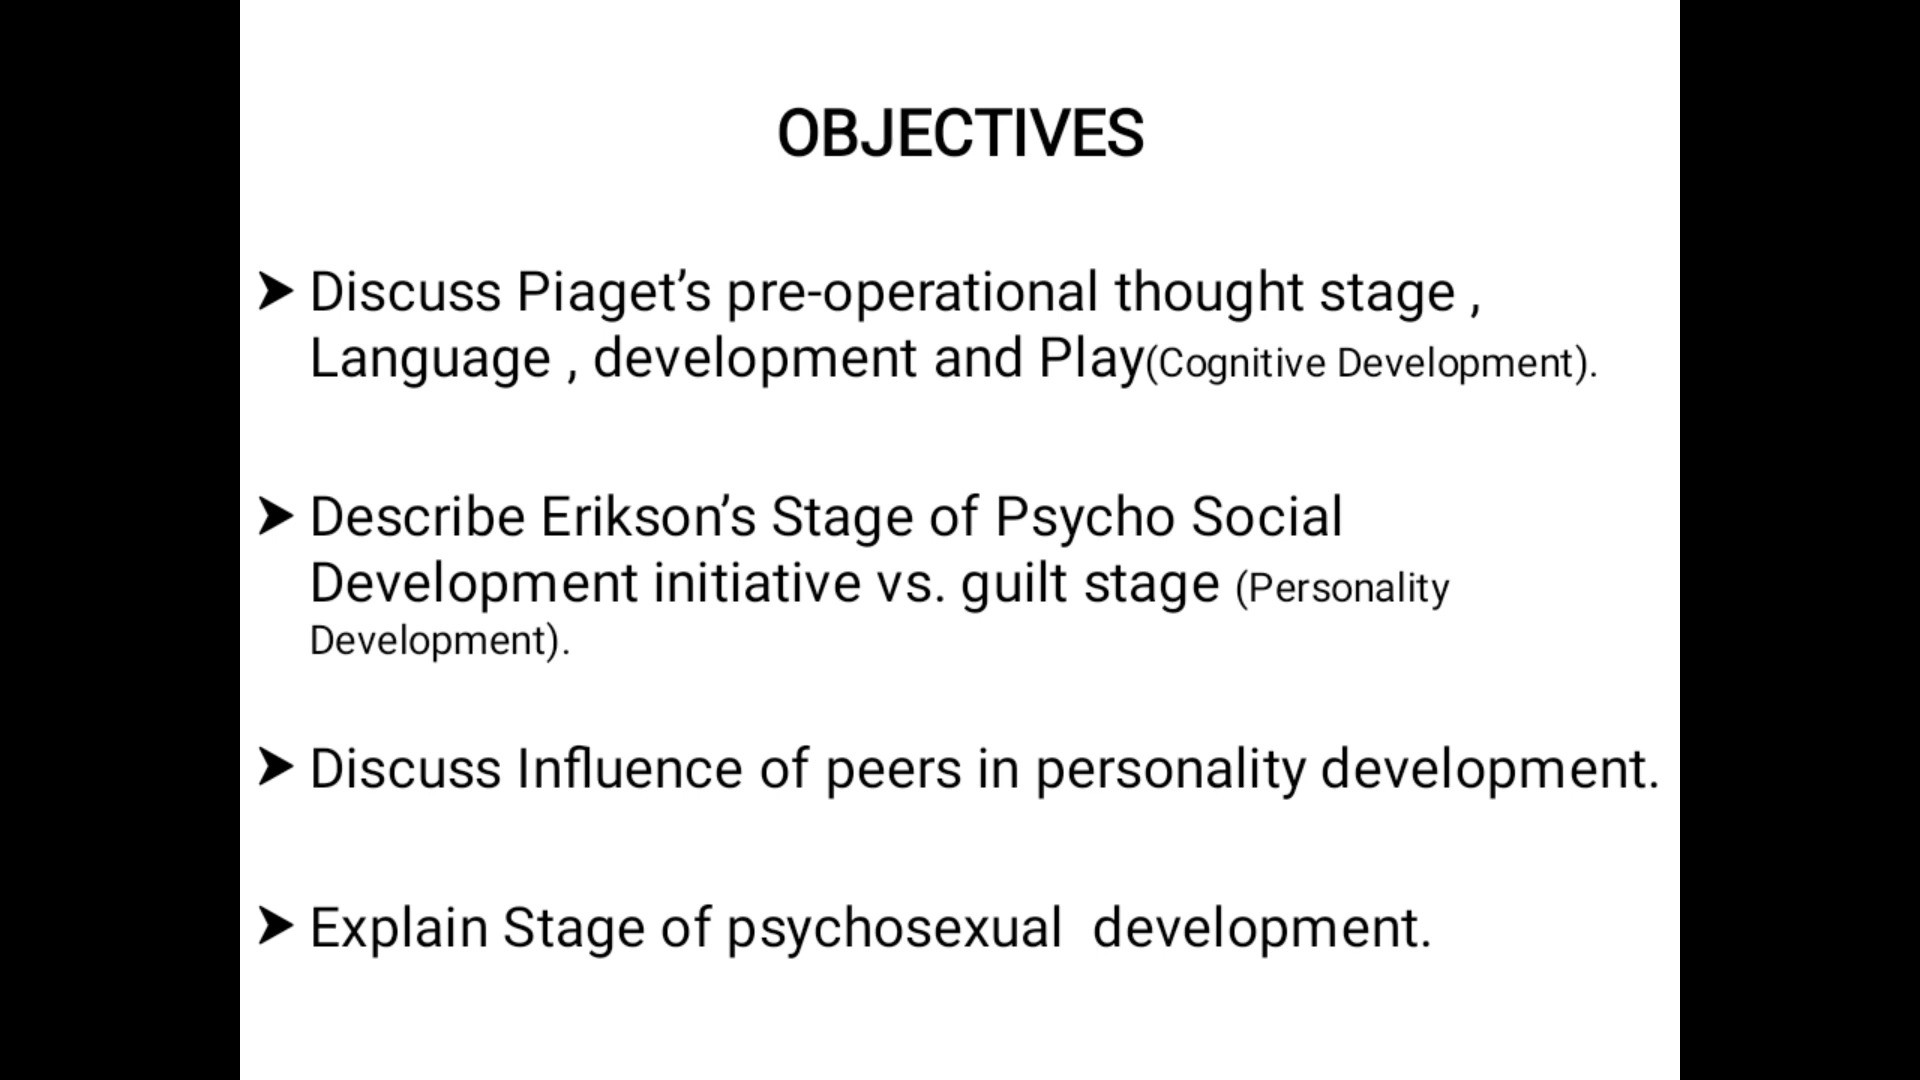 OBJECTIVES
➤ Discuss Piaget’s pre-operational thought stage ,
Language , development and Play(Cognitive Development).
➤ Describe Erikson’s Stage of Psycho Social
Development initiative vs. guilt stage (Personality
Development).
➤ Discuss Influence of peers in personality development.
➤ Explain Stage of psychosexual  development.